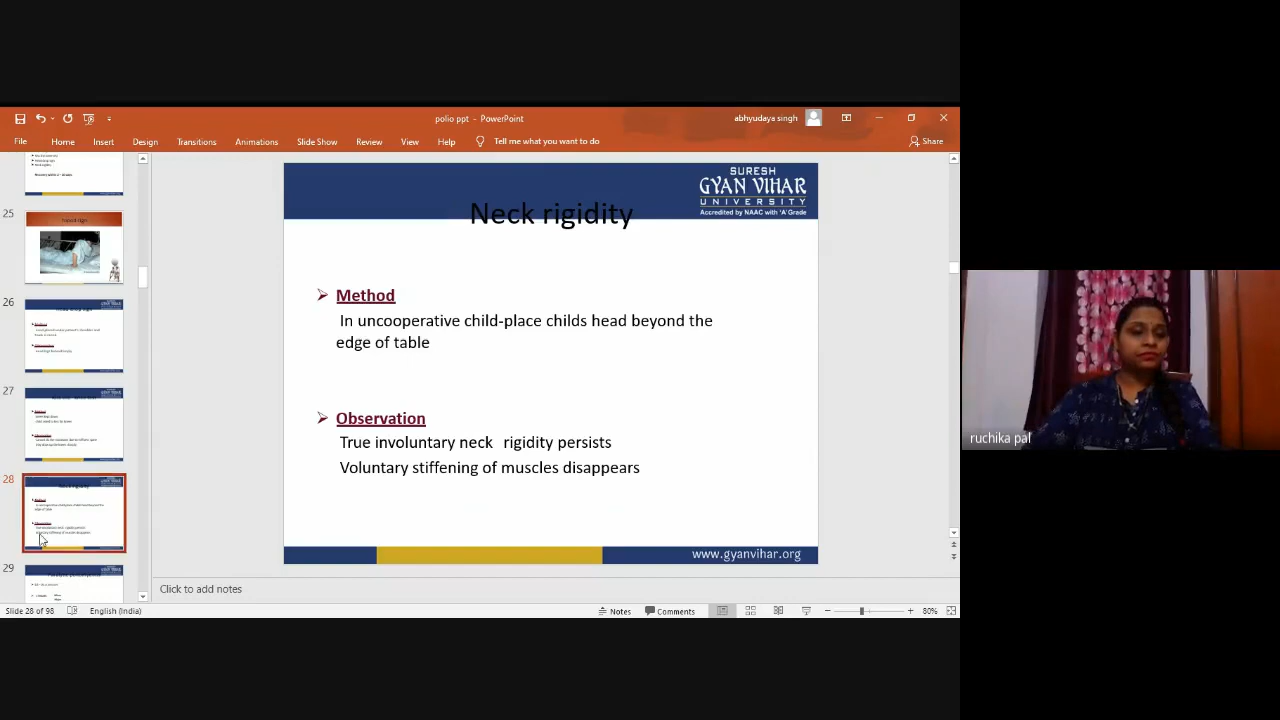 polio ppt - PowerPoint
abhyudaya singh
File Home Insert Design Transitions Animations Slide Show Review View Help Tell me what you want to do Share
25
26
27
28
29
SURESH
GYAN VIHAR
UNIVERSITY
Accredited by NAAC with 'A' Grade
Neck rigidity
Method
In uncooperative child-place childs head beyond the
edge of table
Observation
True involuntary neck rigidity persists
Voluntary stiffening of muscles disappears
www.gyanvihar.org
Click to add notes
Slide 28 of 98 English (India) Notes Comments 80%
ruchika pal